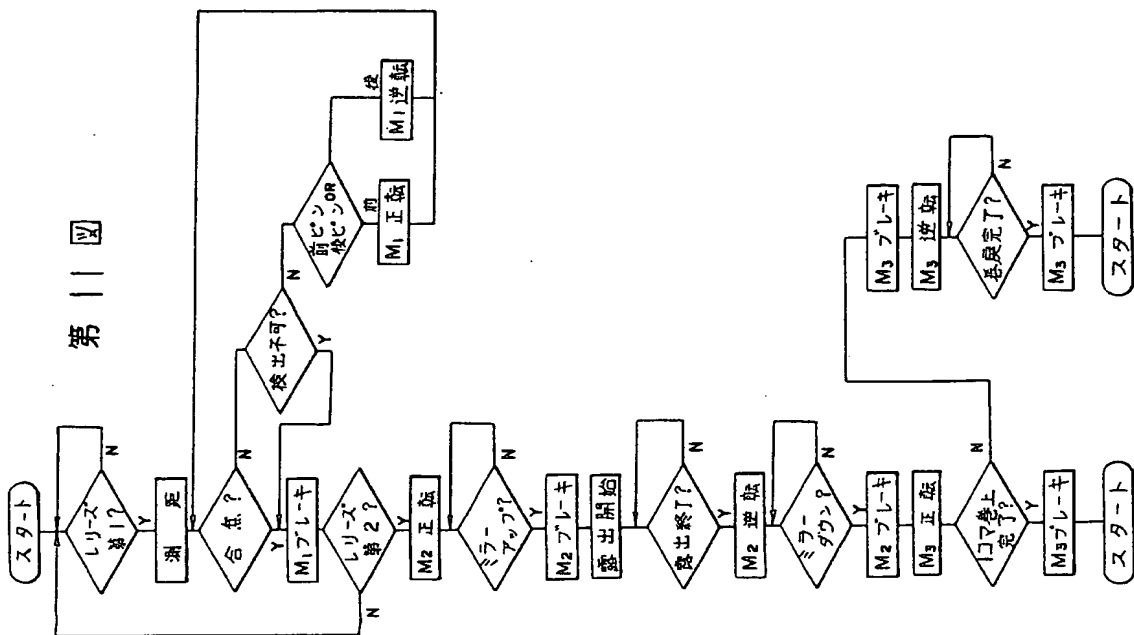 第11図
スタート
レリーズ
第1?
N
Y
測距
合焦?
N
Y
検出不可?
N
Y
前ピンOR
後ピン
前
後
M1正転
M1逆転
M1ブレーキ
レリーズ
第2?
N
Y
M2正転
ミラー
アップ?
N
Y
M2ブレーキ
露出開始
露出終了?
N
Y
M2逆転
ミラー
ダウン?
N
Y
M2ブレーキ
M3正転
1コマ巻上
完了?
N
Y
M3ブレーキ
スタート
M3ブレーキ
M3逆転
巻戻完了?
N
Y
M3ブレーキ
スタート